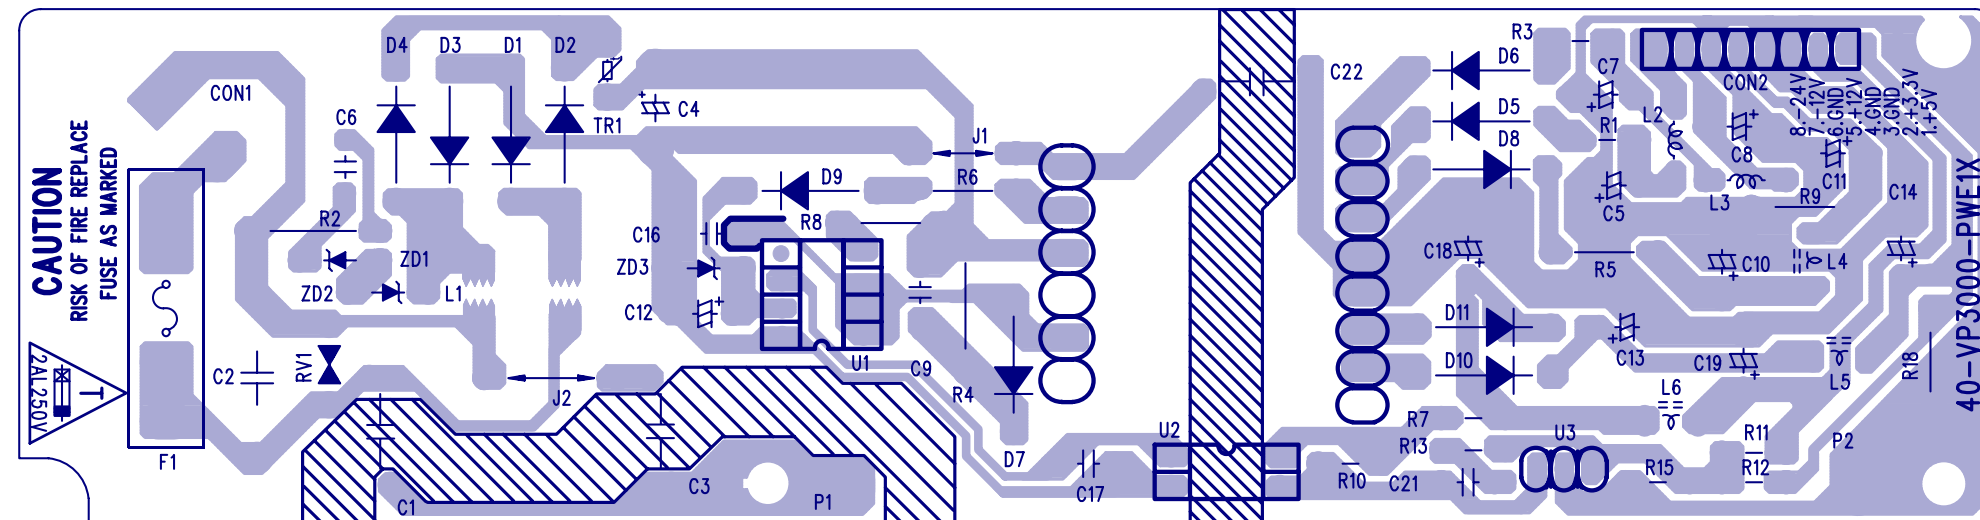 D4
D3
D1
D2
R3
D6
C22
CON1
C6
C4
TR1
C7
CON2
8.-24V
7.-12V
6.GND
5.+12V
4.GND
3.GND
2.+3.3V
1.+5V
D5
R1
L2
J1
D8
C8
C11
CAUTION
RISK OF FIRE REPLACE
FUSE AS MARKED
D9
R6
R2
R8
C5
L3
R9
C14
40-VP3000-PWE1X
C16
ZD1
ZD3
C18
R5
C10
L4
ZD2
L1
C12
D11
C13
2AL250V
T
C2
RV1
U1
C9
D10
C19
L5
R18
J2
R4
L6
R7
F1
U2
R13
U3
R11
P2
D7
C1
C3
P1
C17
R10
C21
R15
R12